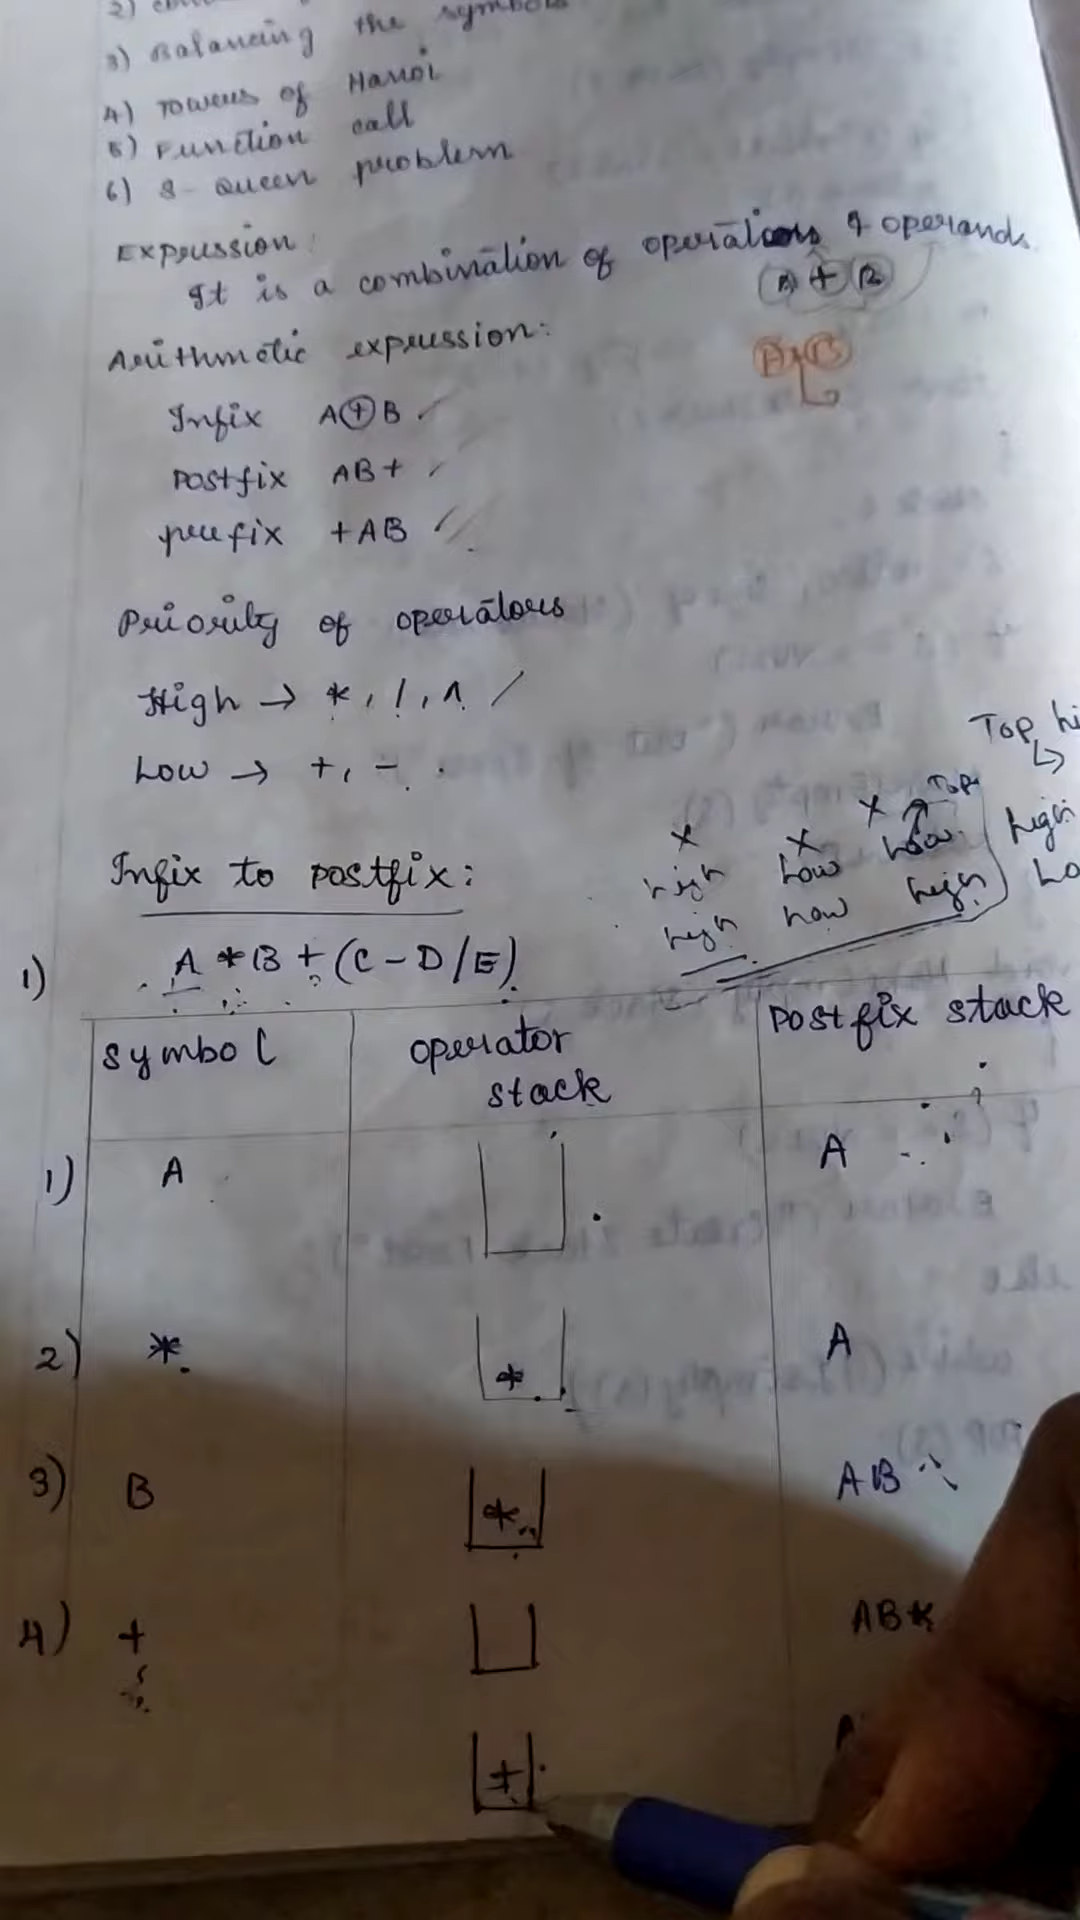 3) Balancing the symbols
4) Towers of Hanoi
5) Function call
6) 8-Queen problem
Expression:
It is a combination of operators & operands.
A + B
Arithmetic expression:
A+B
Infix A+B
Postfix AB+
prefix +AB
Priority of operators
High → *, /, ^
Low → +, -
Top hi
x x x Top
high Low Low high
high Low high Lo
Infix to postfix:
1) A * B + (C - D/E)
symbol operator stack Postfix stack
1) A A
2) * * A
3) B * AB
4) + AB*
+ A